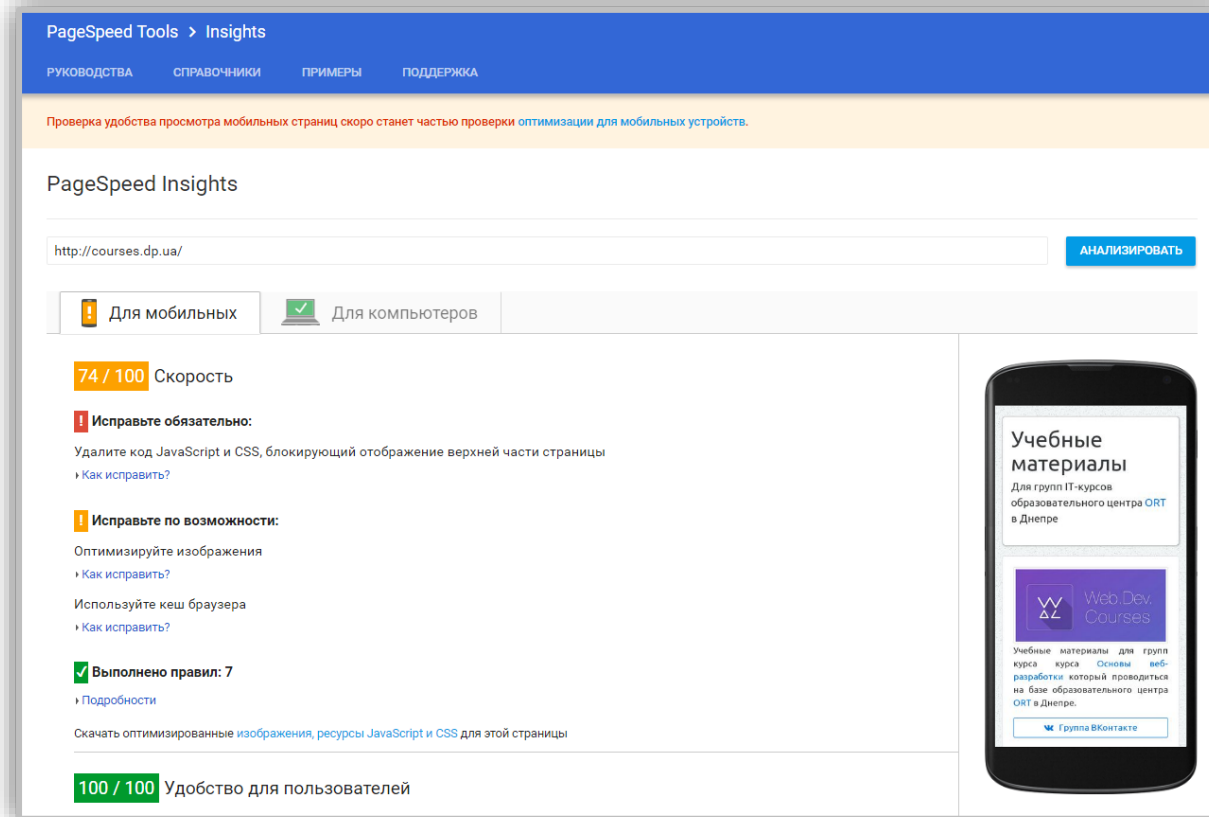 PageSpeed Tools > Insights
РУКОВОДСТВА СПРАВОЧНИКИ ПРИМЕРЫ ПОДДЕРЖКА
Проверка удобства просмотра мобильных страниц скоро станет частью проверки оптимизации для мобильных устройств.
PageSpeed Insights
http://courses.dp.ua/
АНАЛИЗИРОВАТЬ
Для мобильных
Для компьютеров
74 / 100 Скорость
! Исправьте обязательно:
Удалите код JavaScript и CSS, блокирующий отображение верхней части страницы
Как исправить?
! Исправьте по возможности:
Оптимизируйте изображения
Как исправить?
Используйте кеш браузера
Как исправить?
Выполнено правил: 7
Подробности
Скачать оптимизированные изображения, ресурсы JavaScript и CSS для этой страницы
100 / 100 Удобство для пользователей
Учебные
материалы
Для групп IT-курсов
образовательного центра ORT
в Днепре
Web.Dev.
Courses
Учебные материалы для групп
курса курса Основы веб-
разработки который проводиться
на базе образовательного центра
ORT в Днепре.
Группа ВКонтакте